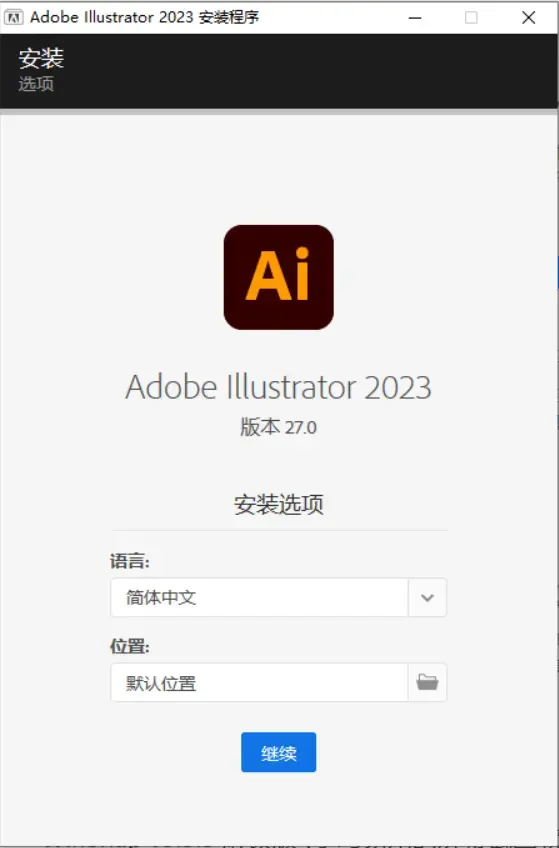 Adobe Illustrator 2023 安装程序
安装
选项
Ai
Adobe Illustrator 2023
版本 27.0
安装选项
语言:
简体中文
位置:
默认位置
继续